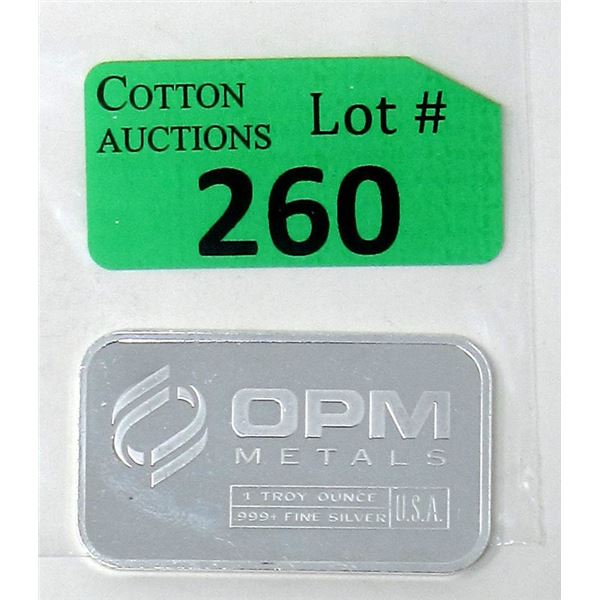 COTTON
AUCTIONS
Lot #
260
OPM
METALS
1 TROY OUNCE
999+ FINE SILVER
U.S.A.